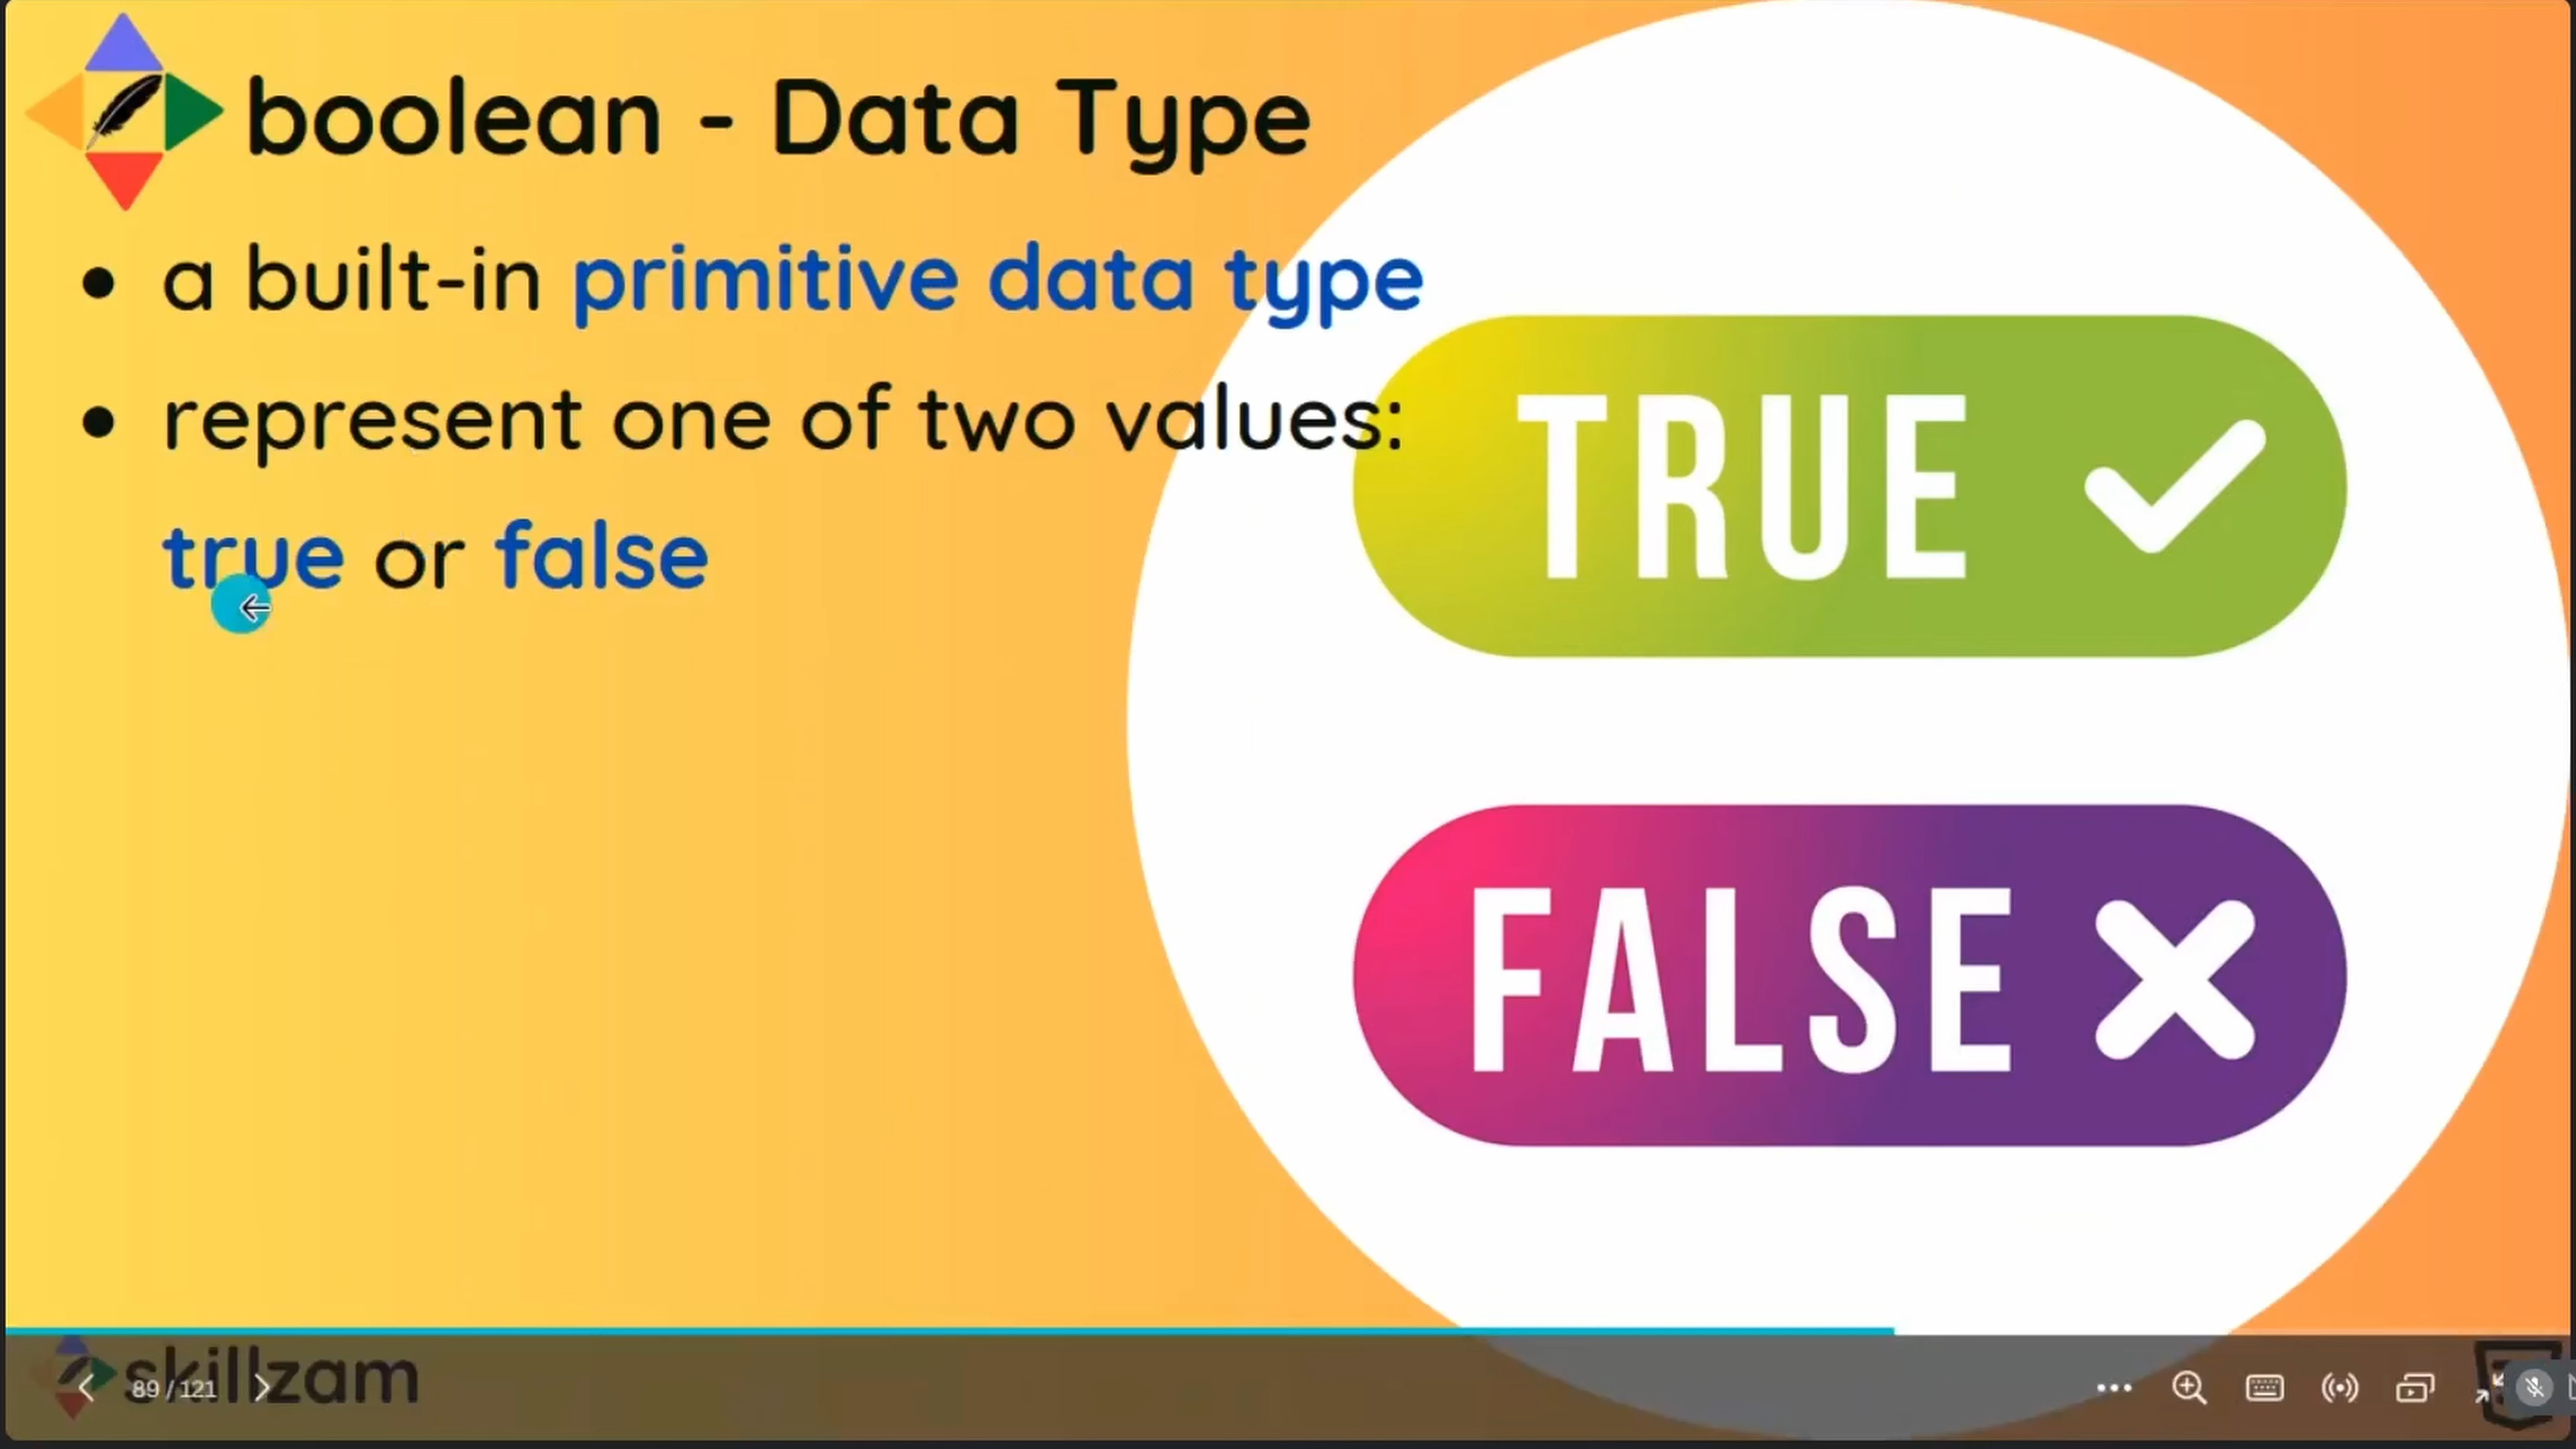 boolean - Data Type
• a built-in primitive data type
• represent one of two values:
true or false
TRUE
FALSE
skillzam
89 / 121